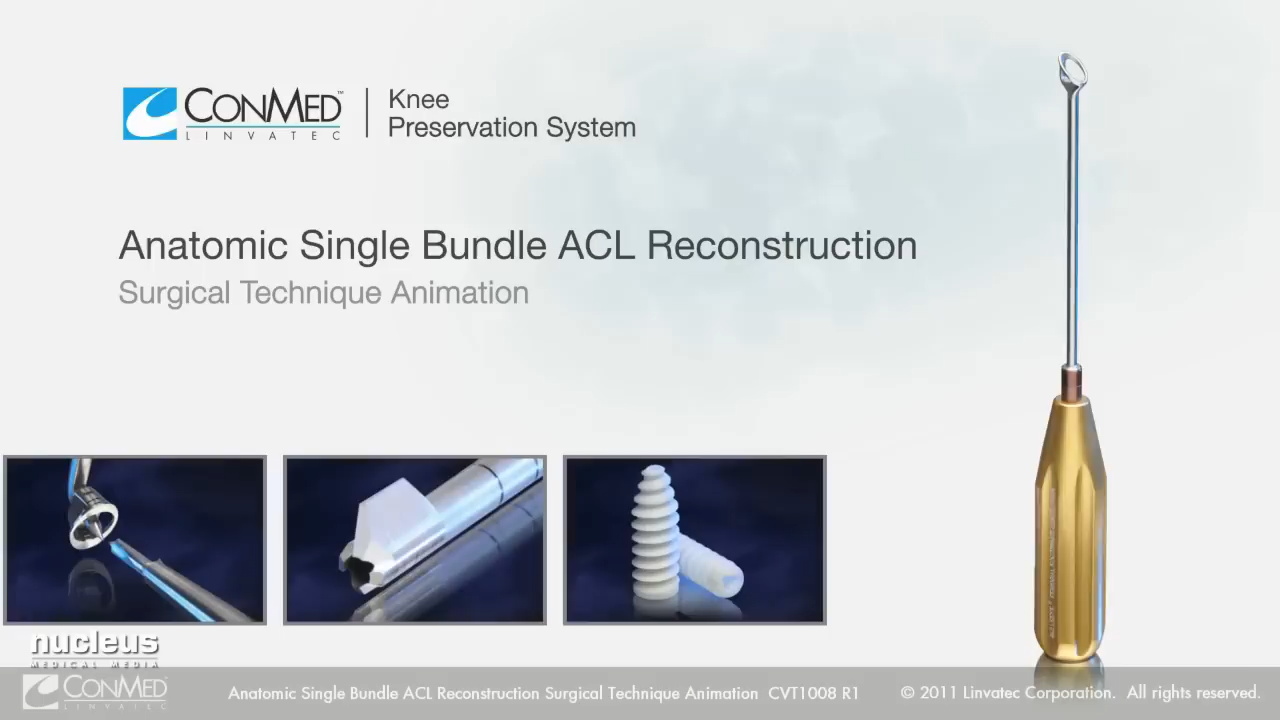 CONMED™
LINVATEC
Knee
Preservation System
Anatomic Single Bundle ACL Reconstruction
Surgical Technique Animation
nucleus
MEDICAL MEDIA
CONMED
LINVATEC
Anatomic Single Bundle ACL Reconstruction Surgical Technique Animation CVT1008 R1
© 2011 Linvatec Corporation. All rights reserved.